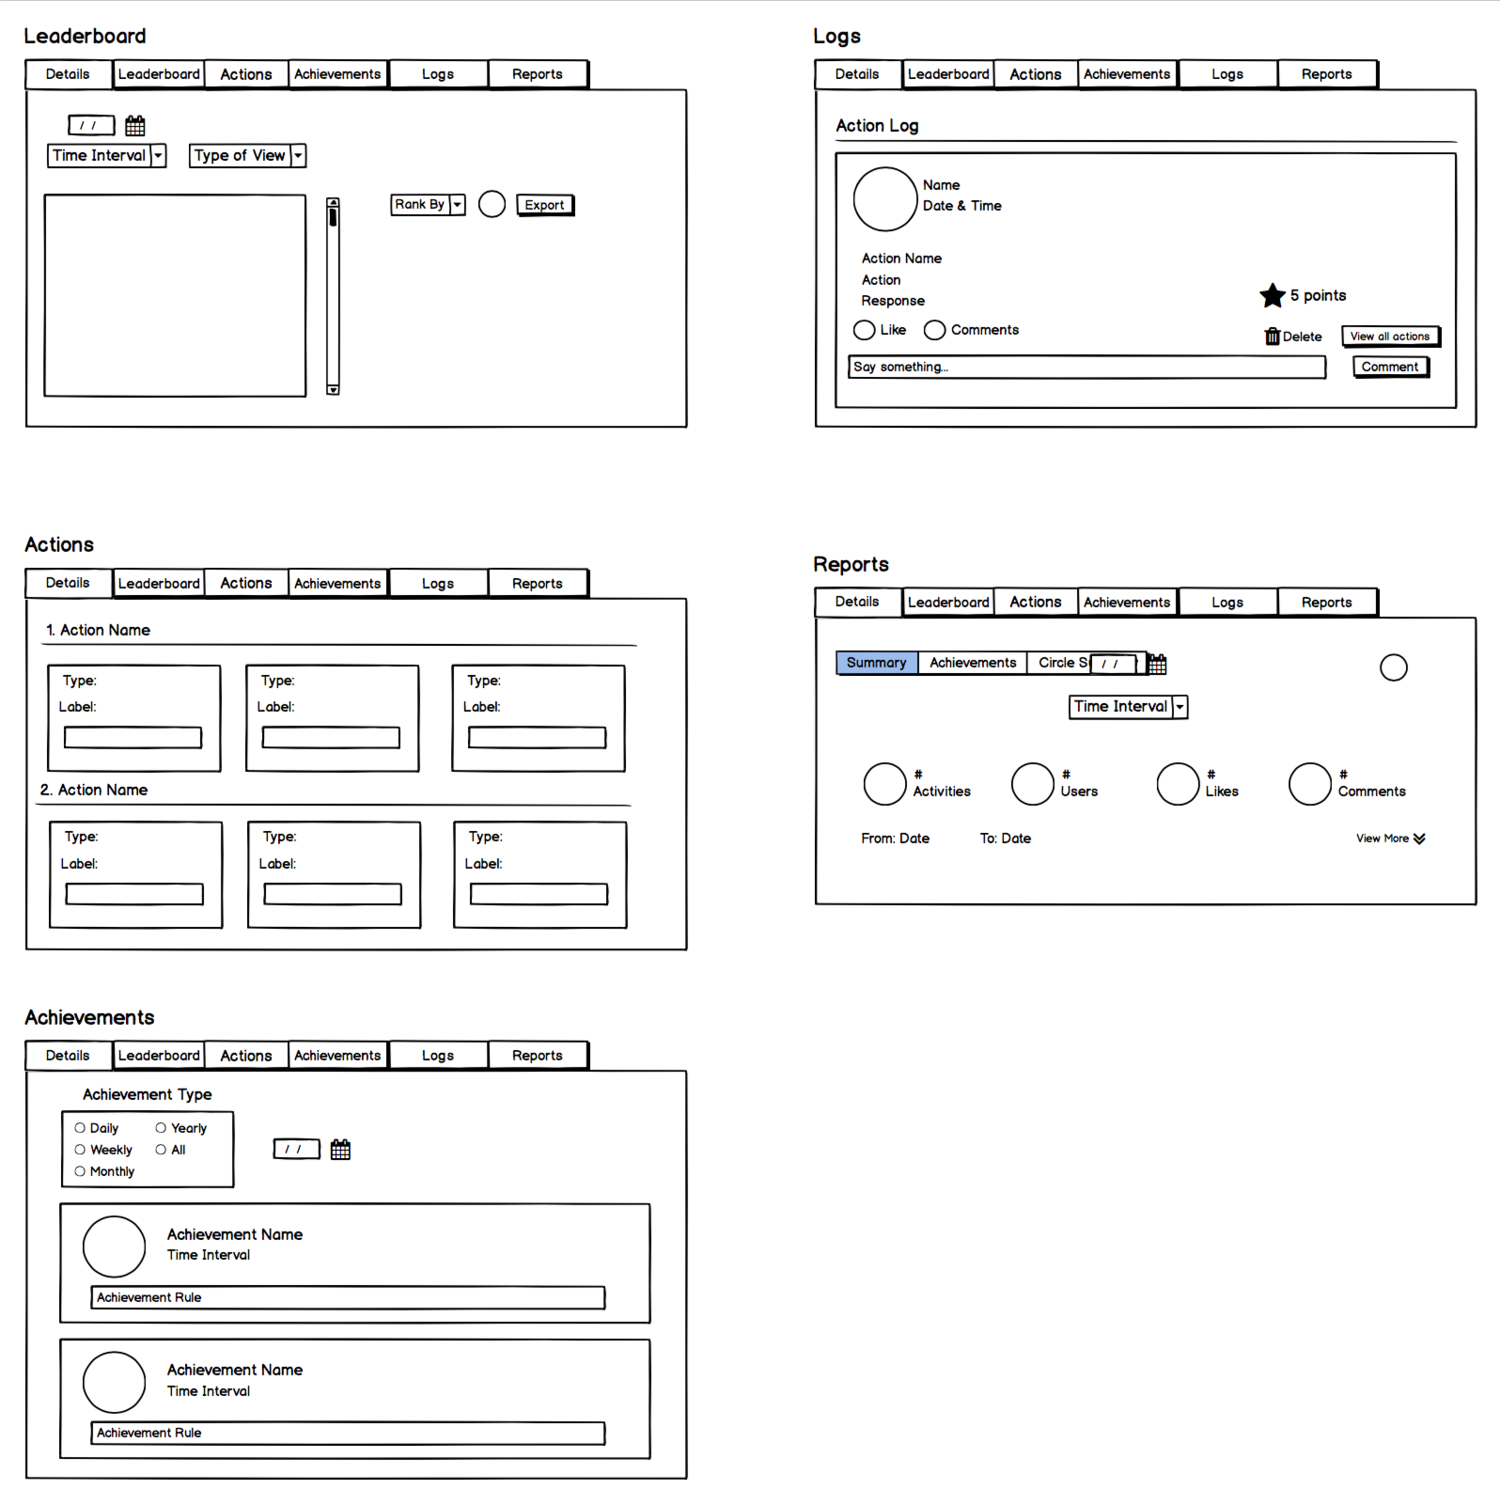 Leaderboard
Details Leaderboard Actions Achievements Logs Reports
/ /
Time Interval Type of View
Rank By Export
Logs
Details Leaderboard Actions Achievements Logs Reports
Action Log
Name
Date & Time
Action Name
Action
Response
5 points
Like Comments
Delete View all actions
Say something... Comment
Actions
Details Leaderboard Actions Achievements Logs Reports
1. Action Name
Type: Type: Type:
Label: Label: Label:
2. Action Name
Type: Type: Type:
Label: Label: Label:
Reports
Details Leaderboard Actions Achievements Logs Reports
Summary Achievements Circle / /
Time Interval
# # # #
Activities Users Likes Comments
From: Date To: Date View More
Achievements
Details Leaderboard Actions Achievements Logs Reports
Achievement Type
Daily Yearly
Weekly All
Monthly
/ /
Achievement Name
Time Interval
Achievement Rule
Achievement Name
Time Interval
Achievement Rule